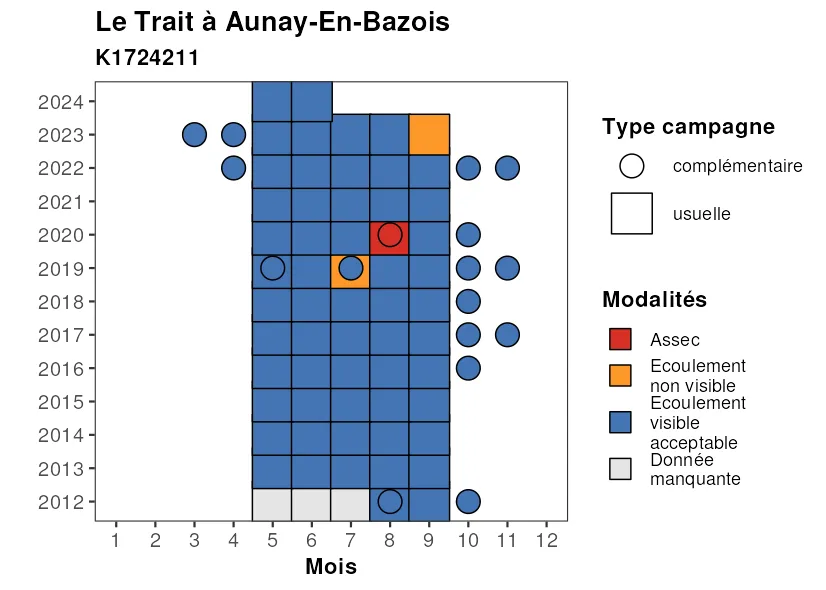 Le Trait à Aunay-En-Bazois
K1724211
2024
2023
2022
2021
2020
2019
2018
2017
2016
2015
2014
2013
2012
1 2 3 4 5 6 7 8 9 10 11 12
Mois
Type campagne
complémentaire
usuelle
Modalités
Assec
Ecoulement
non visible
Ecoulement
visible
acceptable
Donnée
manquante